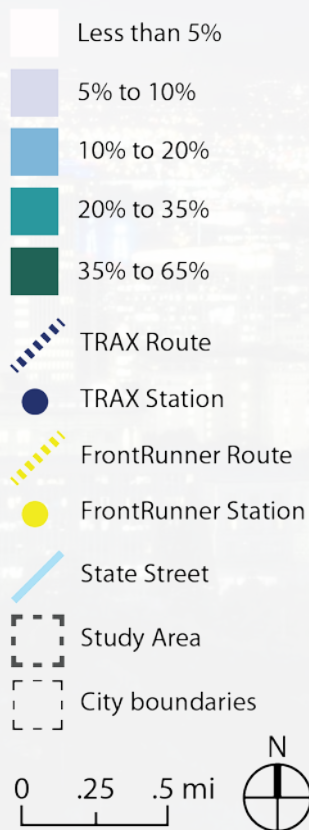 Less than 5%
5% to 10%
10% to 20%
20% to 35%
35% to 65%
TRAX Route
TRAX Station
FrontRunner Route
FrontRunner Station
State Street
Study Area
City boundaries
N
0 .25 .5 mi